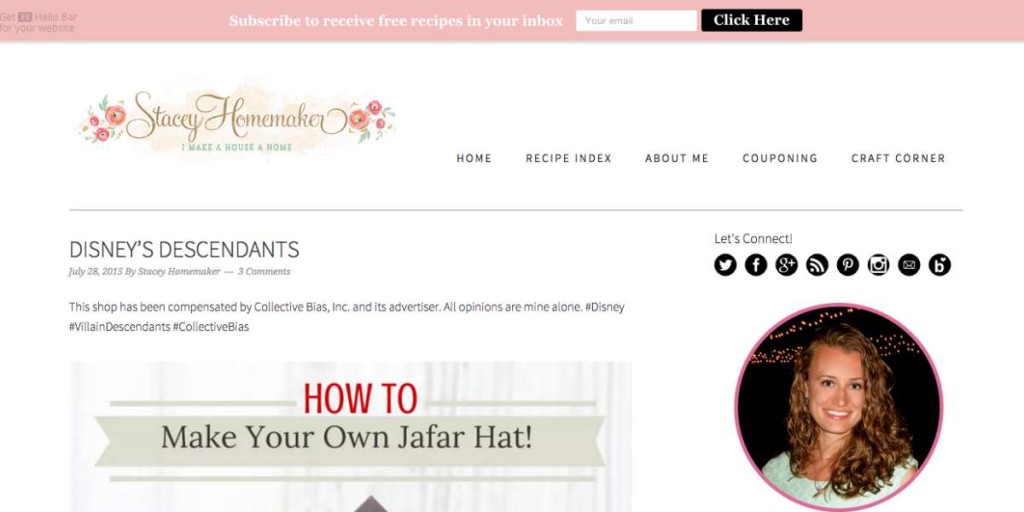 Get Hello Bar
for your website
Subscribe to receive free recipes in your inbox
Your email
Click Here
Stacey Homemaker
I MAKE A HOUSE A HOME
HOME
RECIPE INDEX
ABOUT ME
COUPONING
CRAFT CORNER
DISNEY’S DESCENDANTS
July 28, 2015 By Stacey Homemaker — 3 Comments
This shop has been compensated by Collective Bias, Inc. and its advertiser. All opinions are mine alone. #Disney
#VillainDescendants #CollectiveBias
HOW TO
Make Your Own Jafar Hat!
Let's Connect!